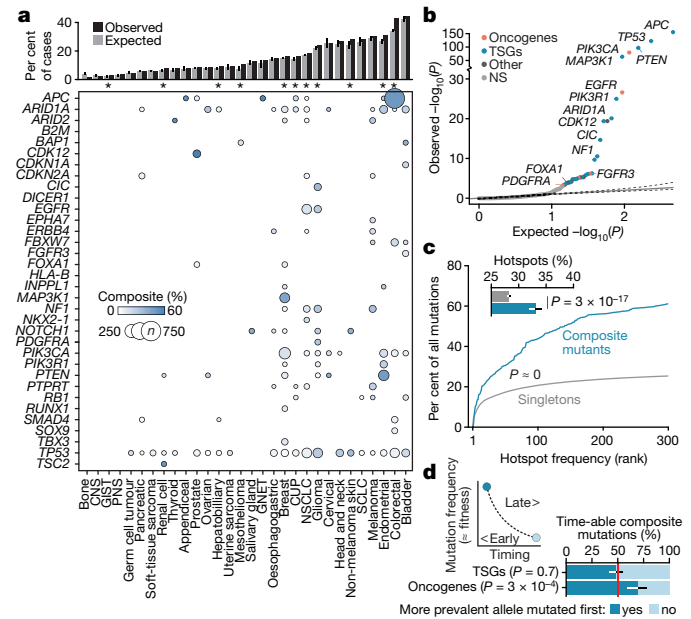 a
Per cent
of cases
40
20
0
Observed
Expected
* * * * * * * * * * *
APC
ARID1A
ARID2
B2M
BAP1
CDK12
CDKN1A
CDKN2A
CIC
DICER1
EGFR
EPHA7
ERBB4
FBXW7
FGFR3
FOXA1
HLA-B
INPPL1
MAP3K1
NF1
NKX2-1
NOTCH1
PDGFRA
PIK3CA
PIK3R1
PTEN
PTPRT
RB1
RUNX1
SMAD4
SOX9
TBX3
TP53
TSC2
Composite (%)
0 60
250 n 750
Bone
CNS
GIST
PNS
Germ cell tumour
Pancreatic
Soft-tissue sarcoma
Renal cell
Thyroid
Appendiceal
Prostate
Ovarian
Hepatobiliary
Uterine sarcoma
Mesothelioma
Salivary gland
GNET
Oesophagogastric
Breast
CUP
NSCLC
Glioma
Cervical
Head and neck
Non-melanoma skin
SCLC
Melanoma
Endometrial
Colorectal
Bladder
b
Observed −log10(P)
150
100
50
30
20
10
0
Oncogenes
TSGs
Other
NS
APC
TP53
PIK3CA
MAP3K1
PTEN
EGFR
PIK3R1
ARID1A
CDK12
CIC
NF1
FOXA1
PDGFRA
FGFR3
0 1 2
Expected −log10(P)
c
Per cent of all mutations
80
60
40
20
0
Hotspots (%)
25 30 35 40
P = 3 × 10−17
Composite
mutants
P ≈ 0
Singletons
1 100 200 300
Hotspot frequency (rank)
d
Mutation frequency
(≈ fitness)
Late>
<Early
Timing
Time-able composite
mutations (%)
0 25 50 75 100
TSGs (P = 0.7)
Oncogenes (P = 3 × 10−4)
More prevalent allele mutated first: yes no